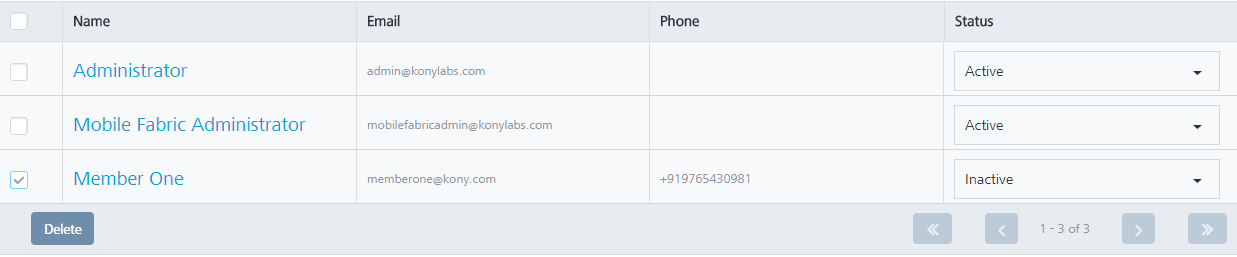 Name Email Phone Status
Administrator admin@konylabs.com Active
Mobile Fabric Administrator mobilefabricadmin@konylabs.com Active
Member One memberone@kony.com +919765430981 Inactive
Delete 1 - 3 of 3